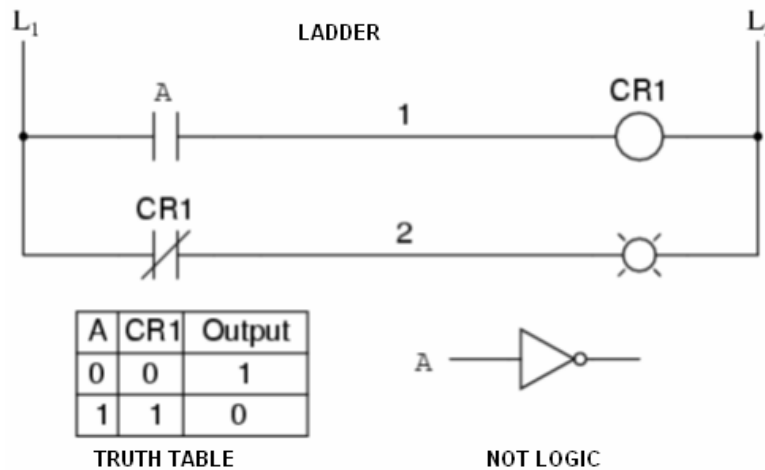 L1
LADDER
L
A
1
CR1
CR1
2
A CR1 Output
0 0 1
1 1 0
A
TRUTH TABLE
NOT LOGIC